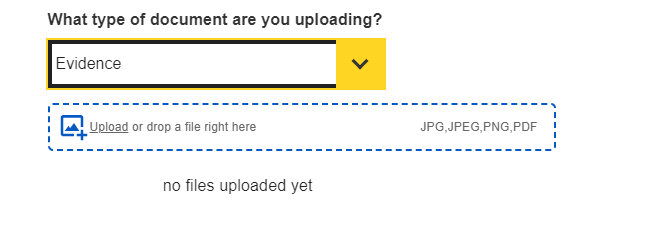 What type of document are you uploading?
Evidence
Upload or drop a file right here JPG,JPEG,PNG,PDF
no files uploaded yet